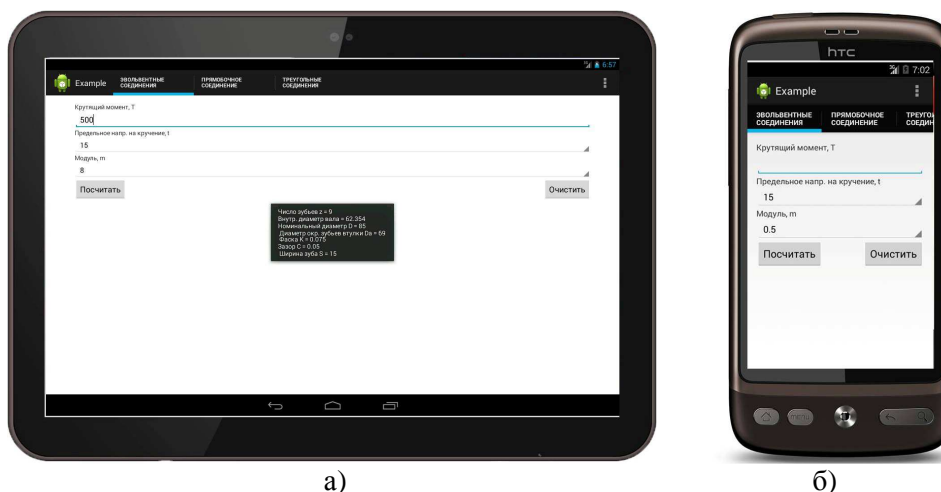 6:57
Example
ЭВОЛЬВЕНТНЫЕ СОЕДИНЕНИЯ
ПРЯМОБОЧНОЕ СОЕДИНЕНИЕ
ТРЕУГОЛЬНЫЕ СОЕДИНЕНИЯ
Крутящий момент, Т
500
Предельное напр. на кручение, t
15
Модуль, m
8
Посчитать
Очистить
Число зубьев z = 9
Внутр. диаметр вала = 62.354
Номинальный диаметр D = 85
Диаметр окр. зубьев втулки Da = 69
Фаска K = 0.075
Зазор C = 0.05
Ширина зуба S = 15
а)
hTC
3G 7:02
Example
ЭВОЛЬВЕНТНЫЕ СОЕДИНЕНИЯ
ПРЯМОБОЧНОЕ СОЕДИНЕНИЕ
ТРЕУГОЛ
СОЕДИН
Крутящий момент, Т
Предельное напр. на кручение, t
15
Модуль, m
0.5
Посчитать
Очистить
menu
б)